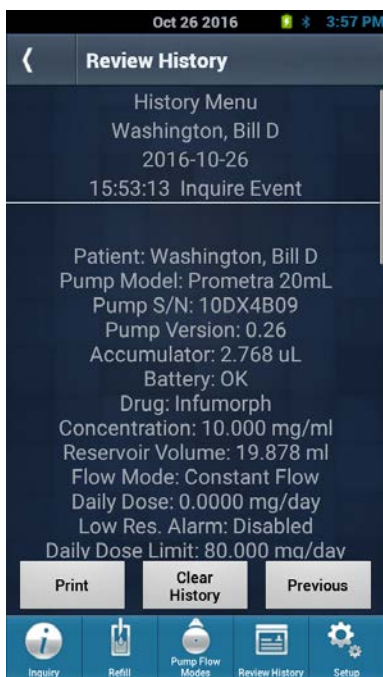 Oct 26 2016 3:57 PM
Review History
History Menu
Washington, Bill D
2016-10-26
15:53:13 Inquire Event
Patient: Washington, Bill D
Pump Model: Prometra 20mL
Pump S/N: 10DX4B09
Pump Version: 0.26
Accumulator: 2.768 uL
Battery: OK
Drug: Infumorph
Concentration: 10.000 mg/ml
Reservoir Volume: 19.878 ml
Flow Mode: Constant Flow
Daily Dose: 0.0000 mg/day
Low Res. Alarm: Disabled
Daily Dose Limit: 80.000 mg/day
Print
Clear
History
Previous
Inquiry
Refill
Pump Flow
Modes
Review History
Setup